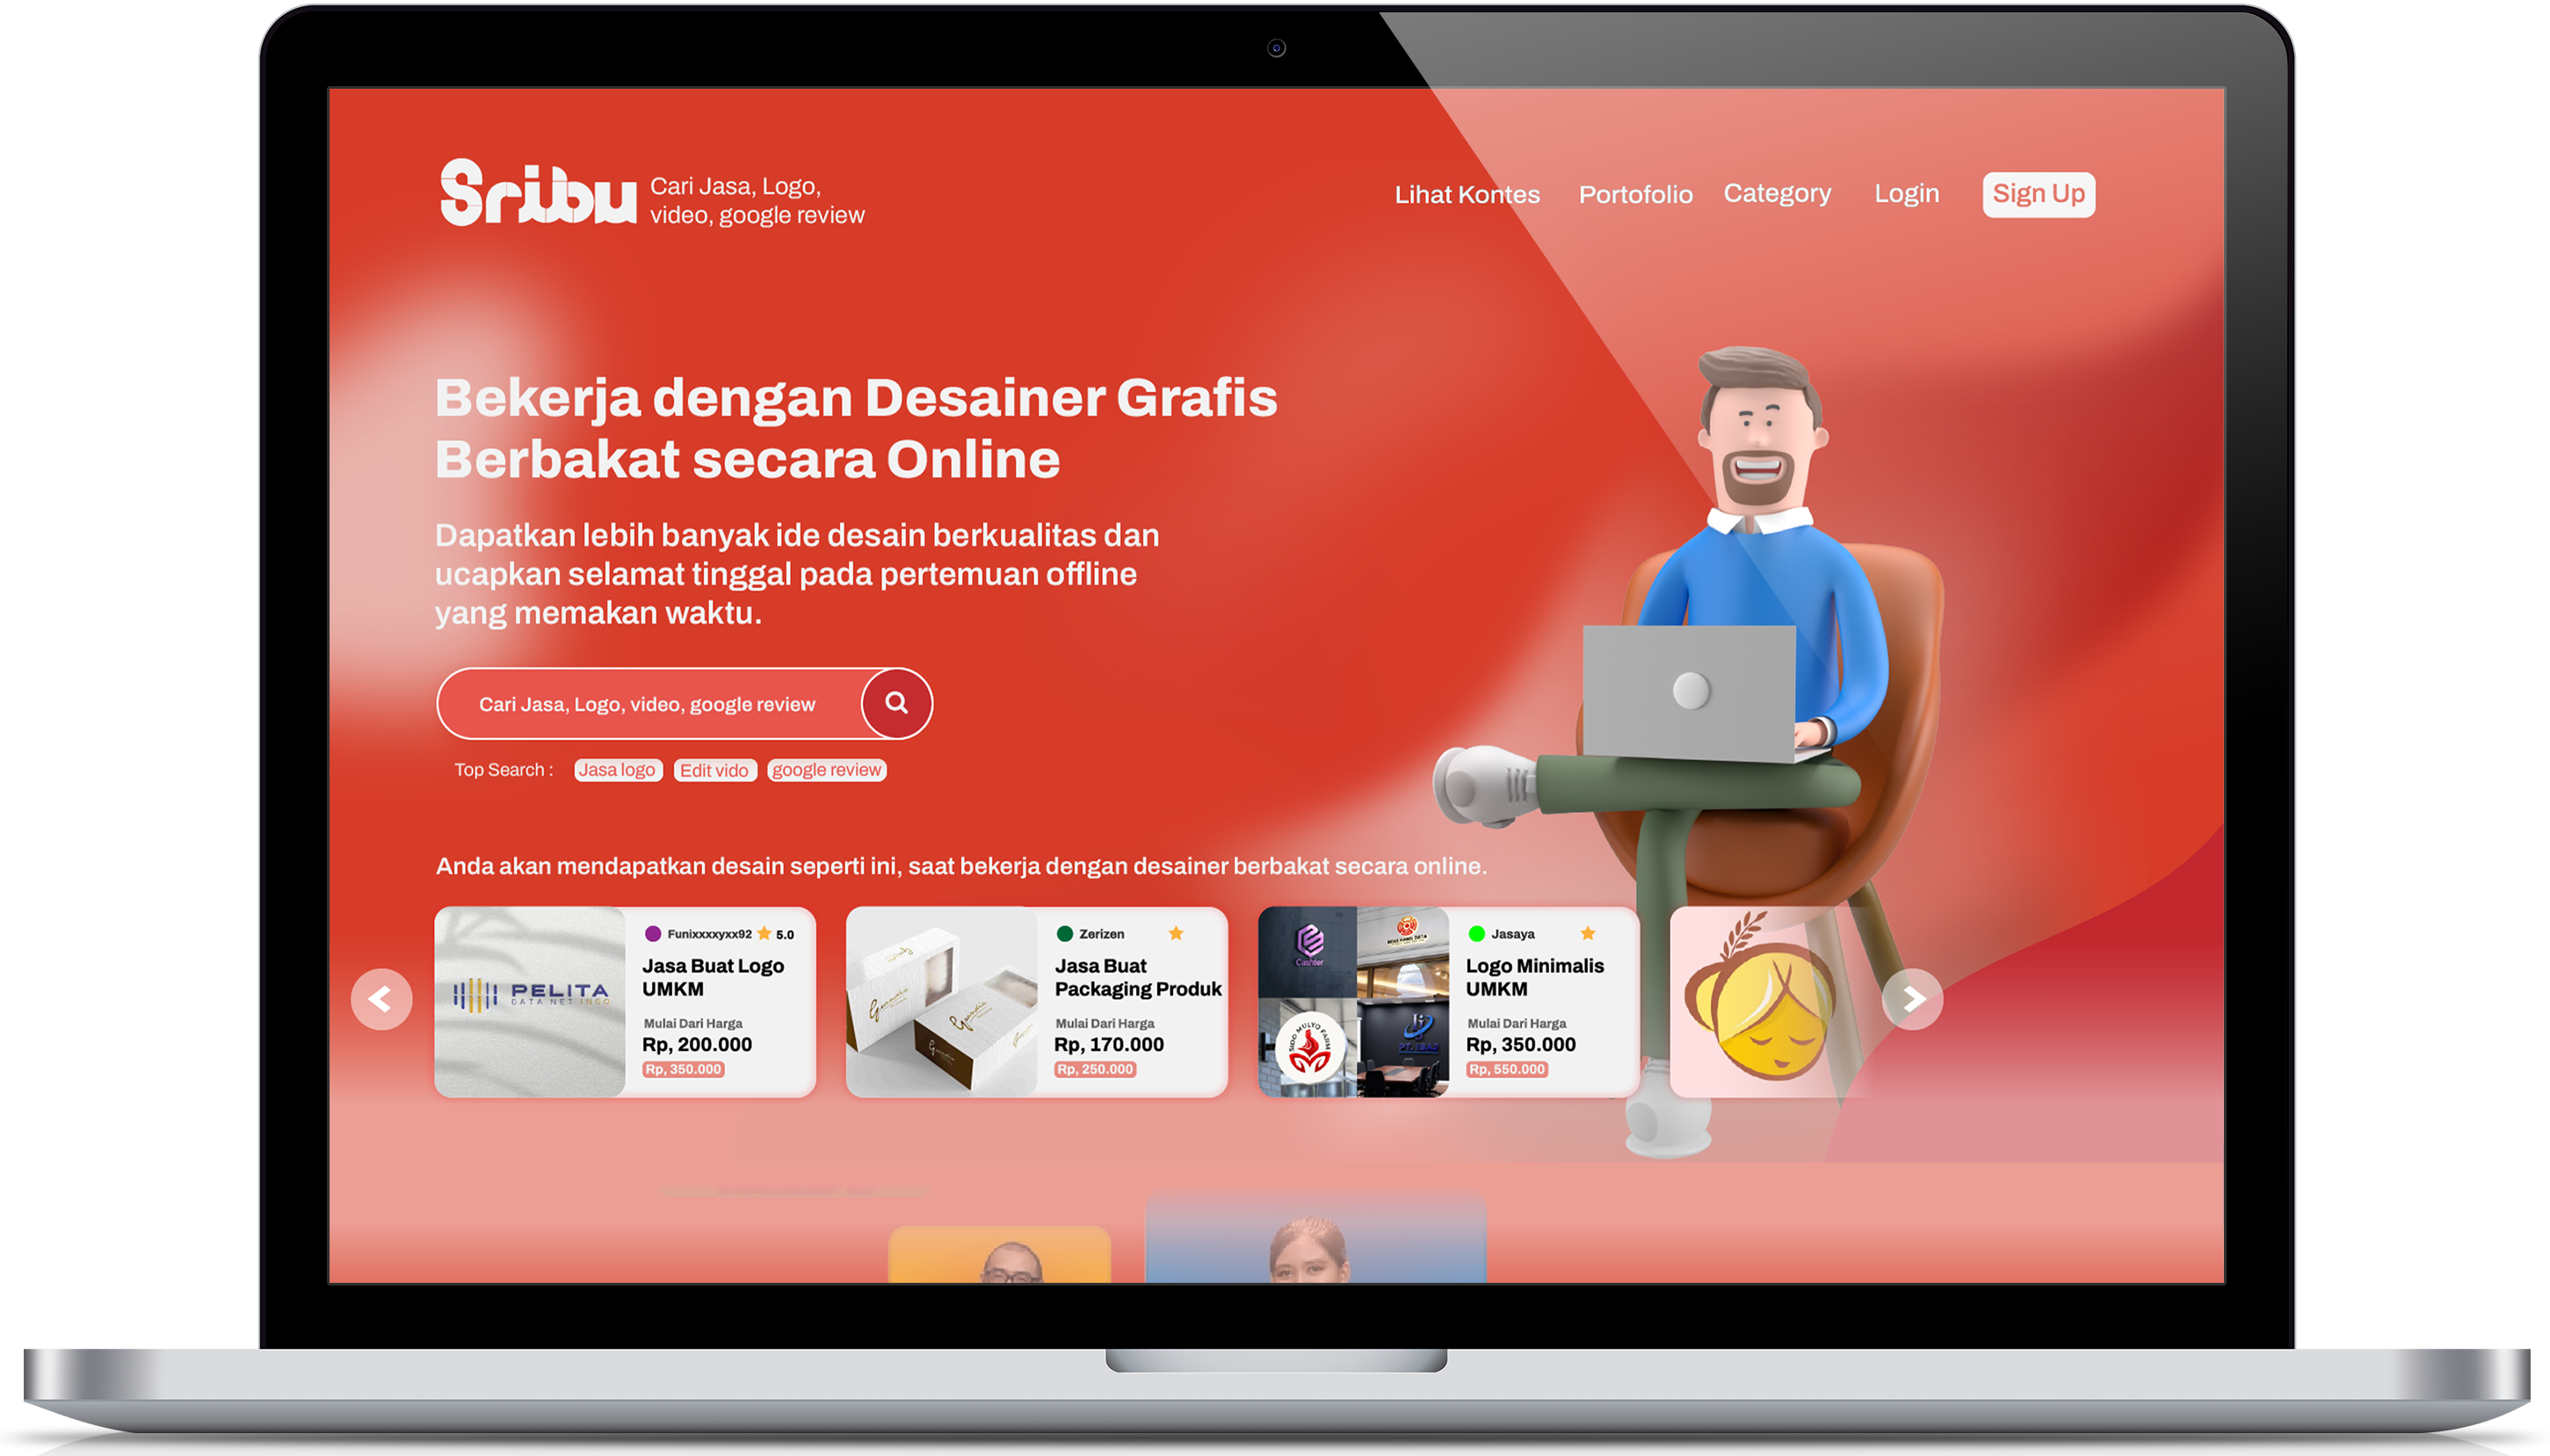 Sribu
Cari Jasa, Logo,
video, google review
Lihat Kontes Portofolio Category Login Sign Up
Bekerja dengan Desainer Grafis
Berbakat secara Online
Dapatkan lebih banyak ide desain berkualitas dan
ucapkan selamat tinggal pada pertemuan offline
yang memakan waktu.
Cari Jasa, Logo, video, google review
Top Search : Jasa logo Edit vido google review
Anda akan mendapatkan desain seperti ini, saat bekerja dengan desainer berbakat secara online.
PELITA
DATA NET INDO
Funixxxxyxx92 5.0
Jasa Buat Logo
UMKM
Mulai Dari Harga
Rp, 200.000
Rp, 350.000
Zerizen
Jasa Buat
Packaging Produk
Mulai Dari Harga
Rp, 170.000
Rp, 250.000
Cashter
SIDO MULYO FARM
Jasaya
Logo Minimalis
UMKM
Mulai Dari Harga
Rp, 350.000
Rp, 550.000